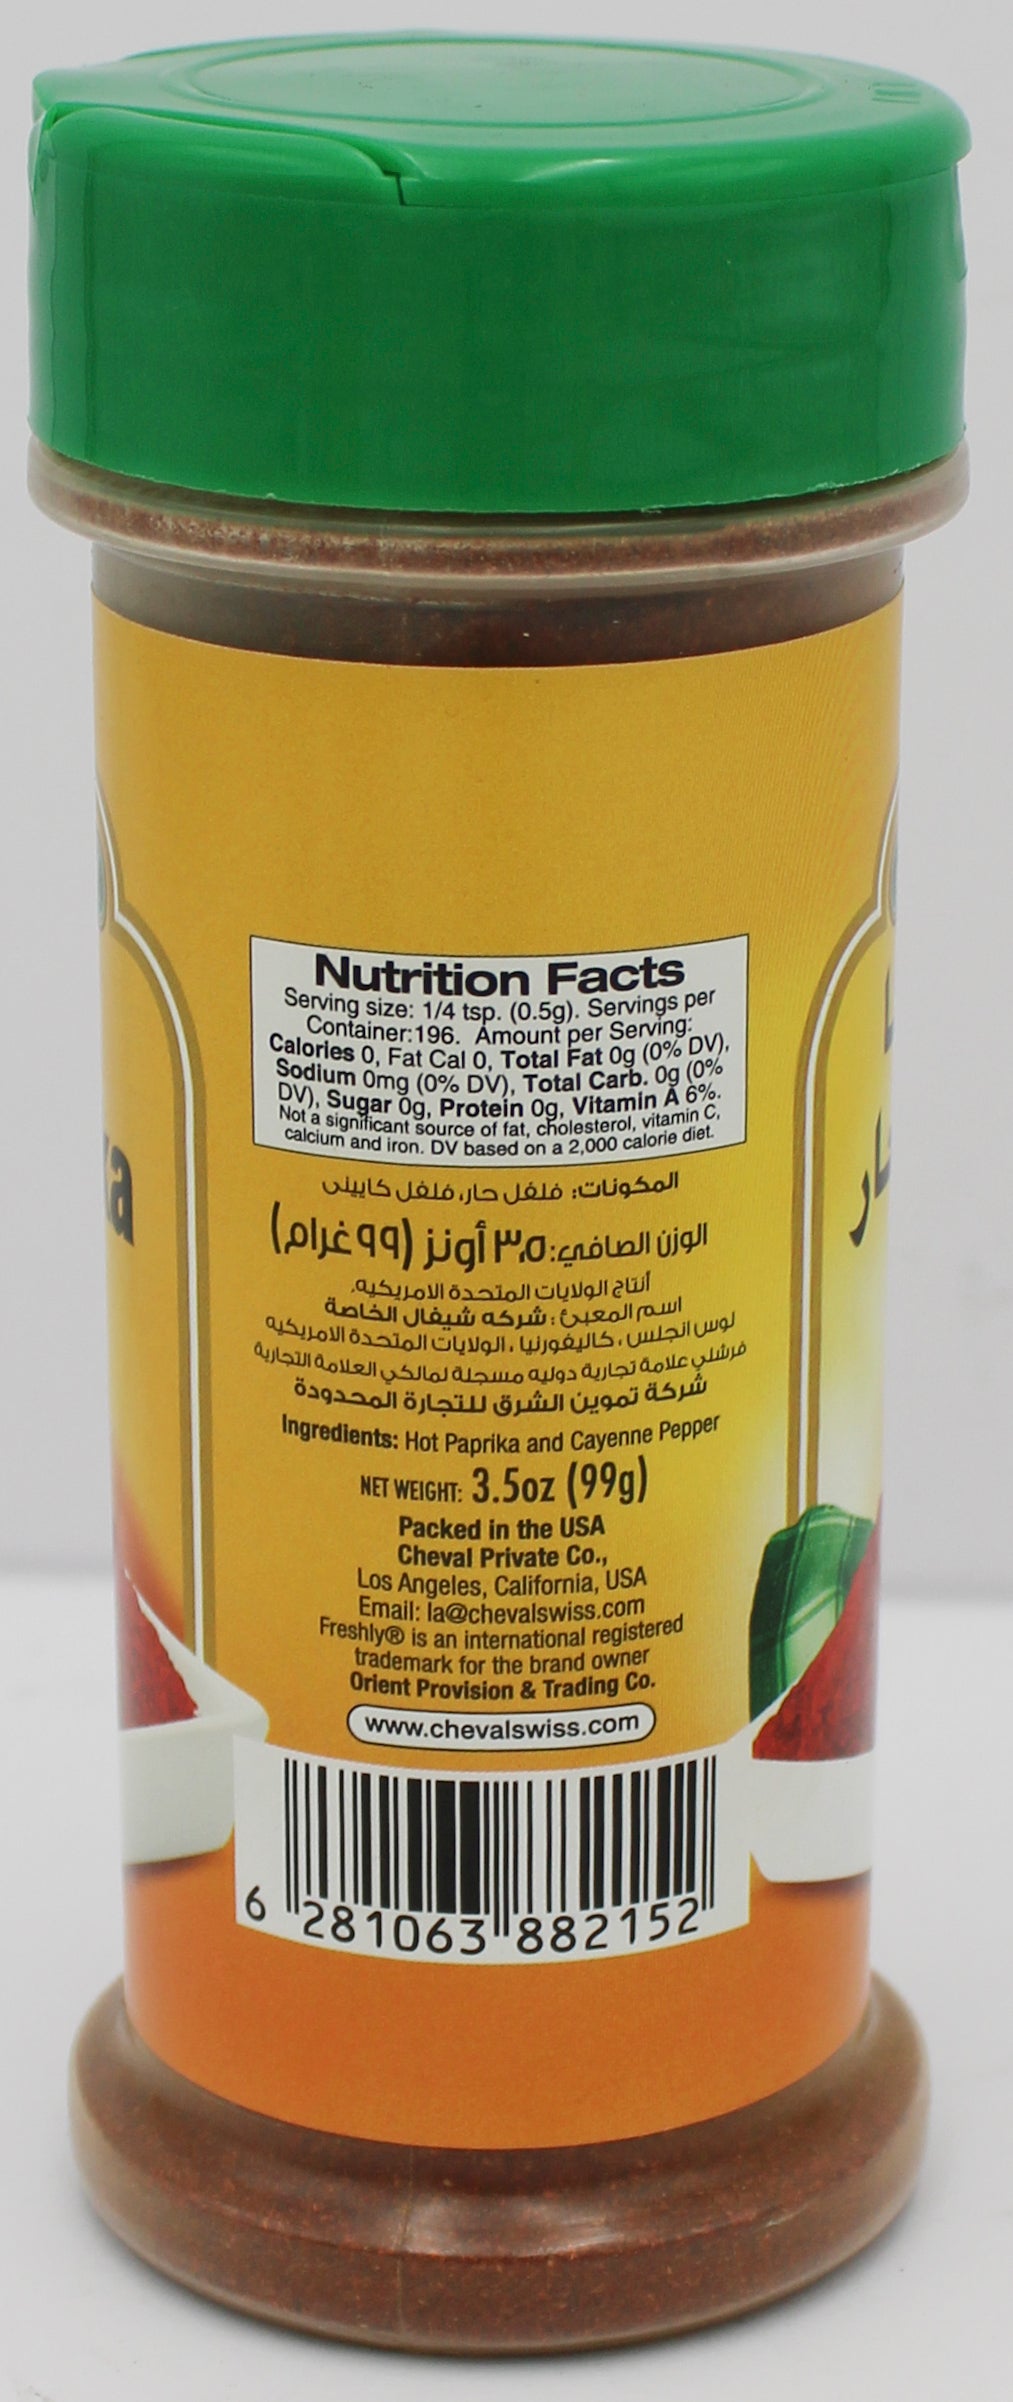 Nutrition Facts
Serving size: 1/4 tsp. (0.5g). Servings per
Container:196. Amount per Serving:
Calories 0, Fat Cal 0, Total Fat 0g (0% DV),
Sodium 0mg (0% DV), Total Carb. 0g (0%
DV), Sugar 0g, Protein 0g, Vitamin A 6%.
Not a significant source of fat, cholesterol, vitamin C,
calcium and iron. DV based on a 2,000 calorie diet.
المكونات: فلفل حار، فلفل كاييني
الوزن الصافي: ٣،٥ أونز (٩٩ غرام)
أنتاج الولايات المتحدة الامريكيه.
اسم المعبئ: شركه شيفال الخاصة
لوس انجلس، كاليفورنيا، الولايات المتحدة الامريكيه
فرشلي علامة تجارية دوليه مسجلة لمالكي العلامة التجارية
شركة تموين الشرق للتجارة المحدودة
Ingredients: Hot Paprika and Cayenne Pepper
NET WEIGHT: 3.5oz (99g)
Packed in the USA
Cheval Private Co.,
Los Angeles, California, USA
Email: la@chevalswiss.com
Freshly® is an international registered
trademark for the brand owner
Orient Provision & Trading Co.
www.chevalswiss.com
6 281063 882152